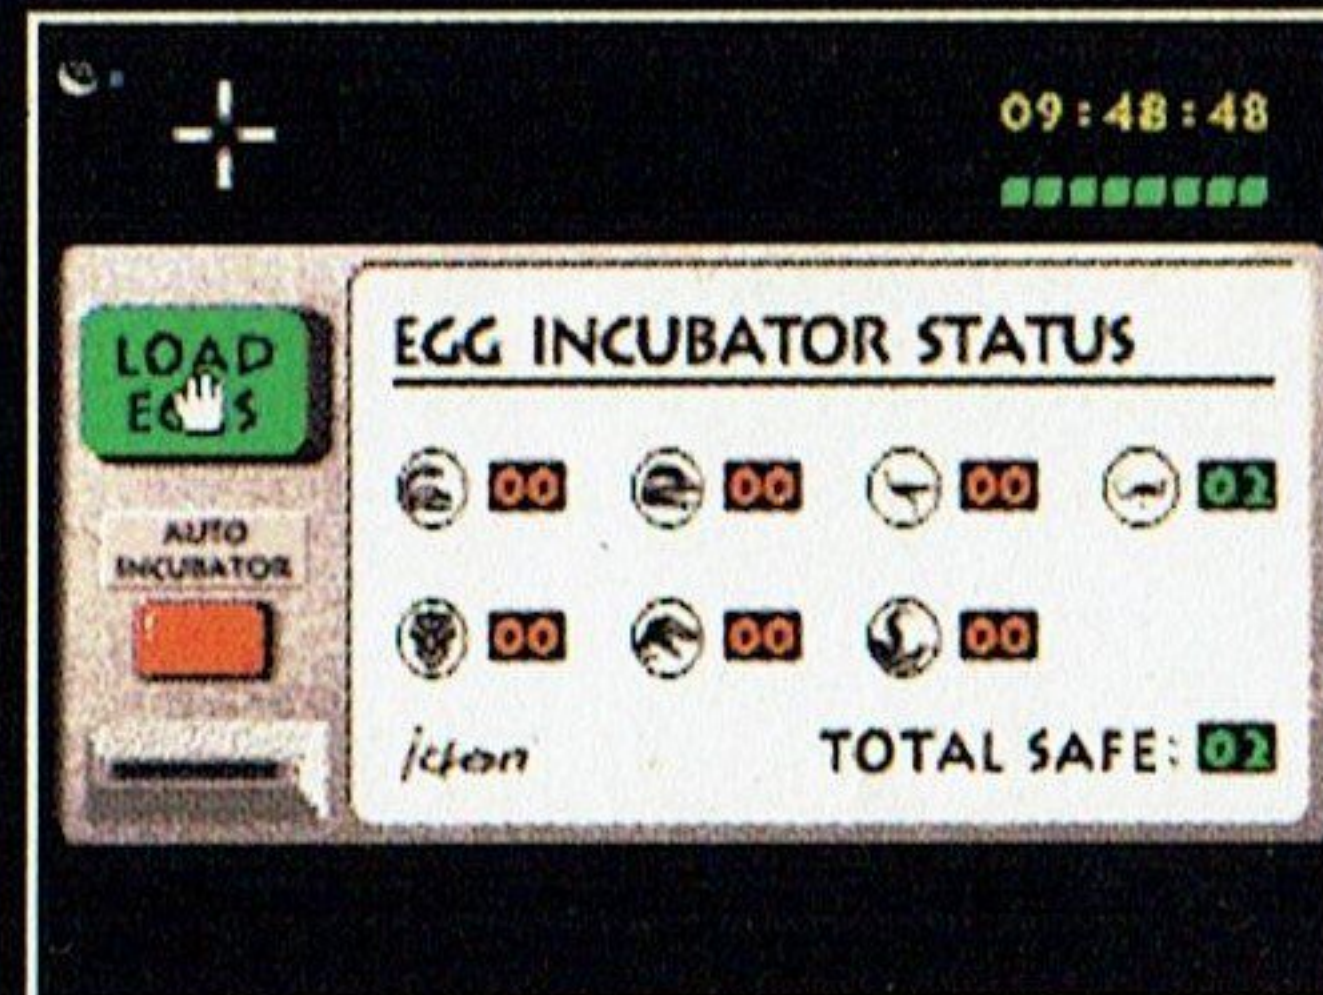 09:48:48
LOAD
EGGS
AUTO
INCUBATOR
EGG INCUBATOR STATUS
00 00 00 02
00 00 00
TOTAL SAFE: 02